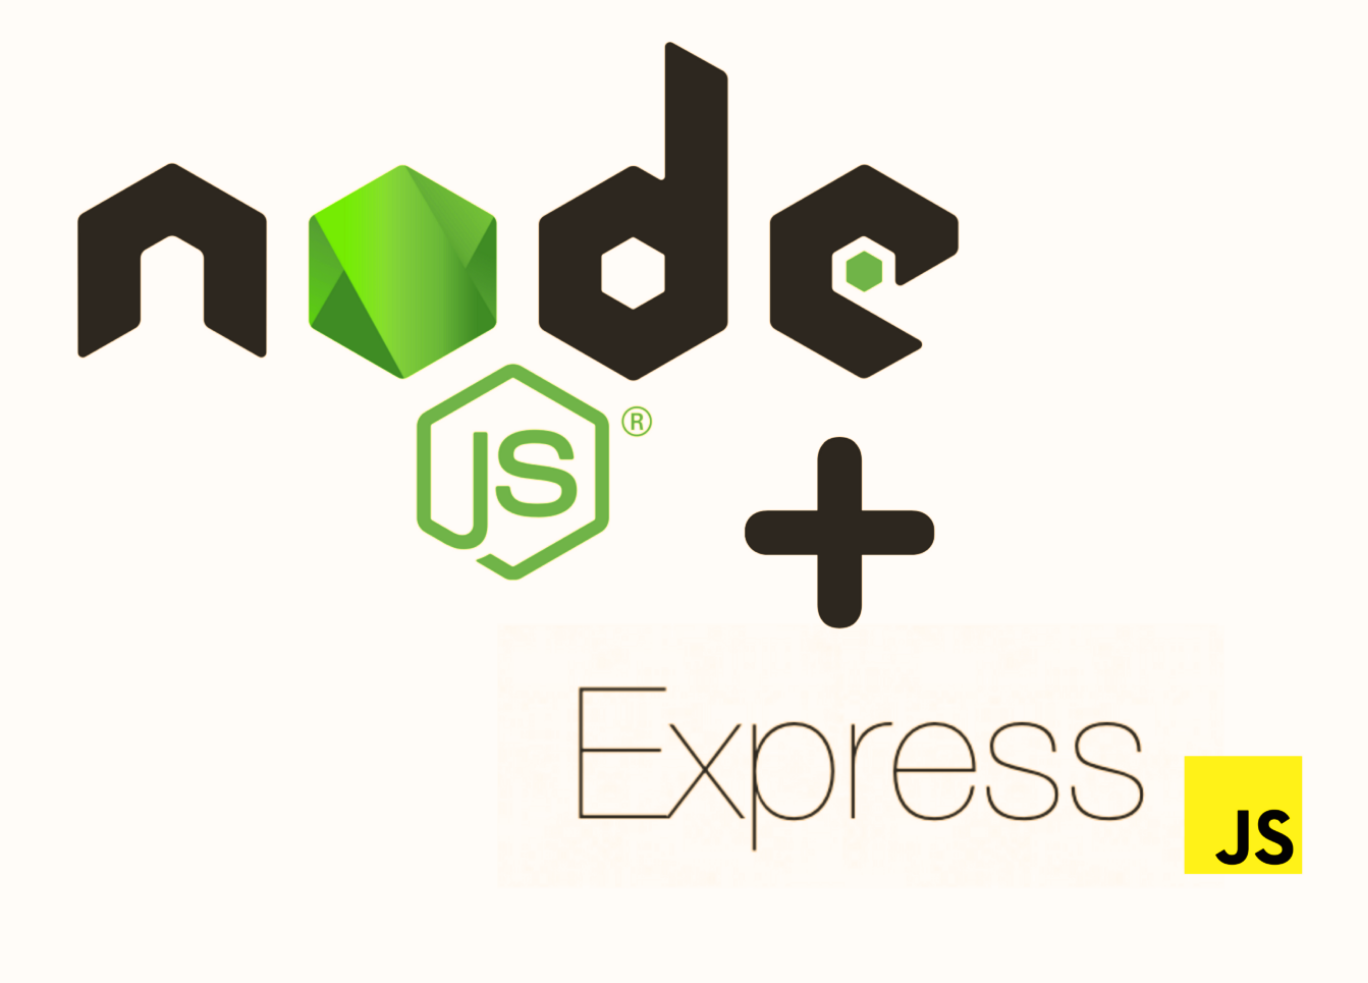 node
JS ®
+
Express JS